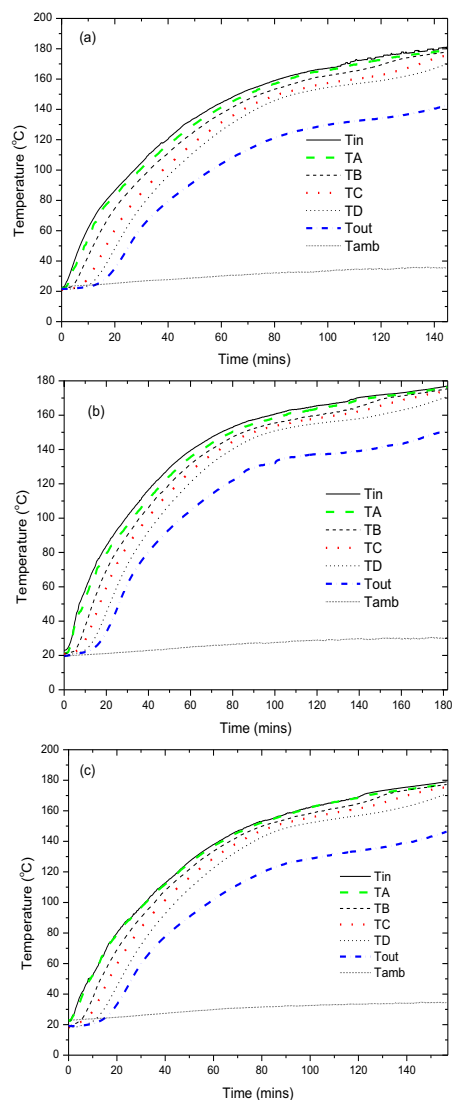 200
(a)
180
160
140
120
100
80
60
40
20
0
Temperature (°C)
Tin
TA
TB
TC
TD
Tout
Tamb
0 20 40 60 80 100 120 140
Time (mins)
180
(b)
160
140
120
100
80
60
40
20
0
Temperature (°C)
Tin
TA
TB
TC
TD
Tout
Tamb
0 20 40 60 80 100 120 140 160 180
Time (mins)
200
(c)
180
160
140
120
100
80
60
40
20
0
Temperature (°C)
Tin
TA
TB
TC
TD
Tout
Tamb
0 20 40 60 80 100 120 140
Time (mins)